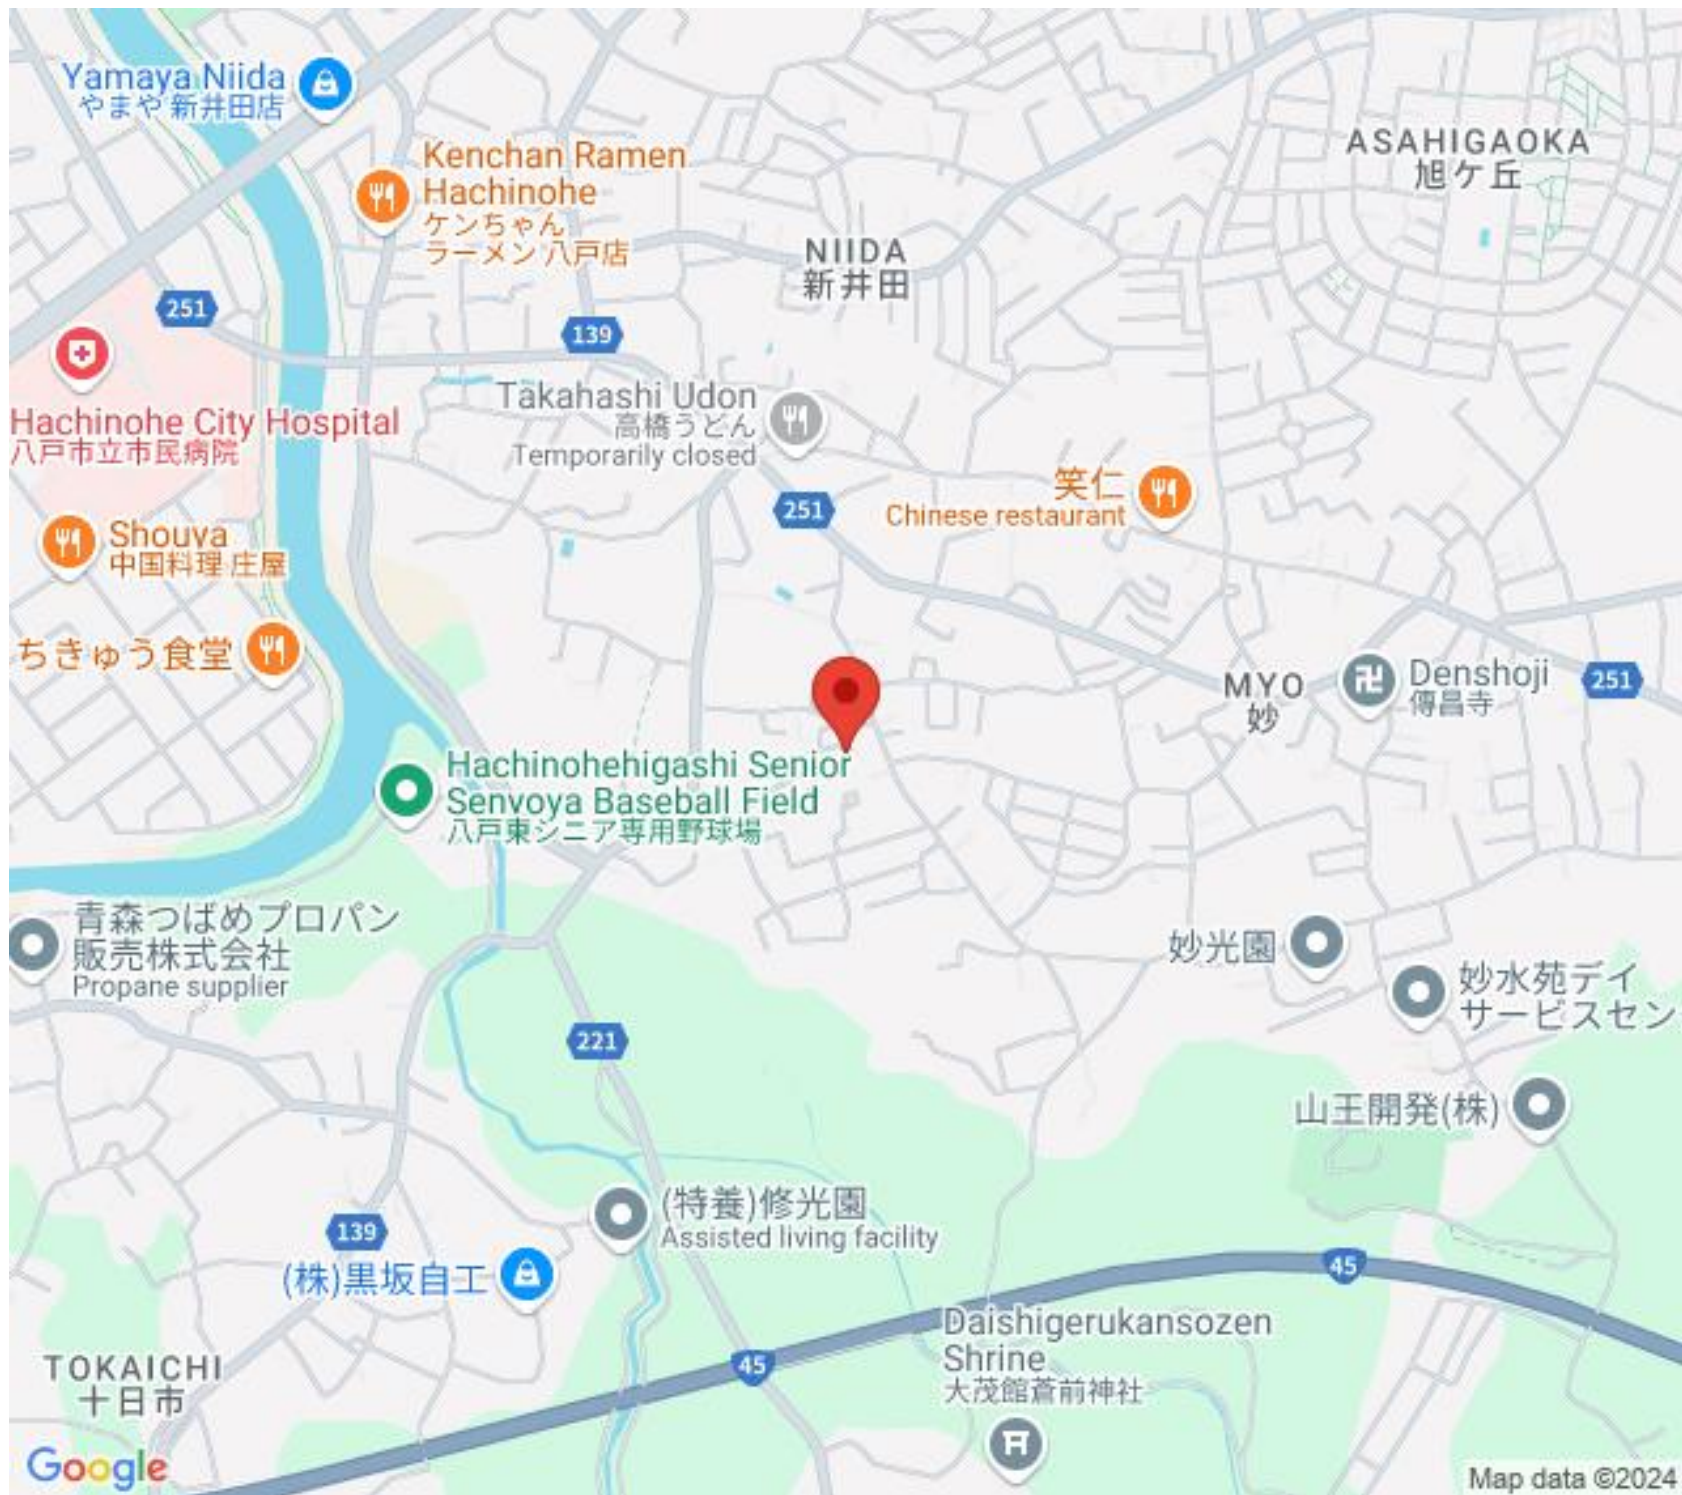 Yamaya Niida
やまや 新井田店
Kenchan Ramen
Hachinohe
ケンちゃん
ラーメン 八戸店
ASAHIGAOKA
旭ケ丘
NIIDA
新井田
251
139
Hachinohe City Hospital
八戸市立市民病院
Takahashi Udon
高橋うどん
Temporarily closed
251
笑仁
Chinese restaurant
Shouya
中国料理 庄屋
ちきゅう食堂
MYO
妙
Denshoji
傳昌寺
251
Hachinohehigashi Senior
Senyoya Baseball Field
八戸東シニア専用野球場
青森つばめプロパン
販売株式会社
Propane supplier
妙光園
妙水苑デイ
サービスセン
221
山王開発(株)
(特養)修光園
Assisted living facility
139
(株)黒坂自工
45
Daishigerukansozen
Shrine
大茂館蒼前神社
45
TOKAICHI
十日市
Google
Map data ©2024